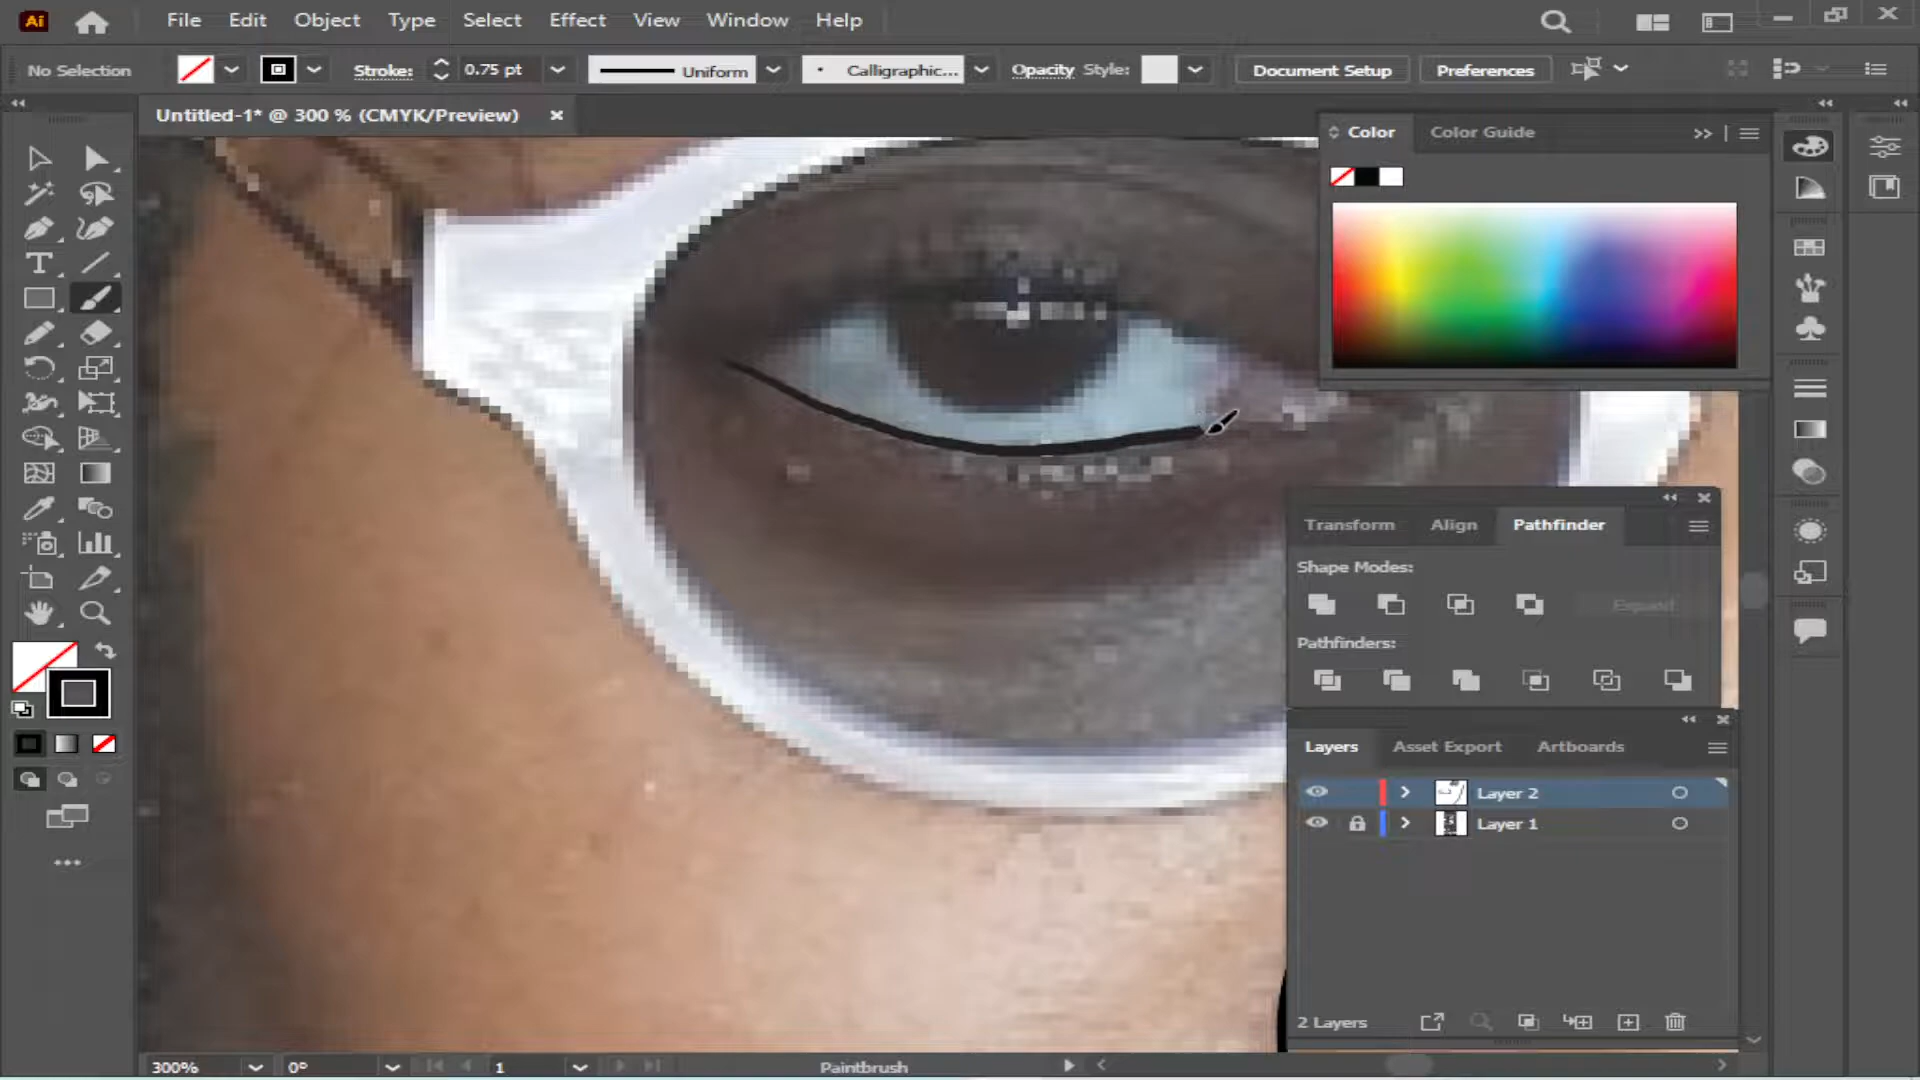 Ai File Edit Object Type Select Effect View Window Help
No Selection Stroke: 0.75 pt Uniform Calligraphic... Opacity Style: Document Setup Preferences
Untitled-1* @ 300 % (CMYK/Preview)
Color Color Guide
Transform Align Pathfinder
Shape Modes:
Expand
Pathfinders:
Layers Asset Export Artboards
Layer 2
Layer 1
2 Layers
300% 0° 1 Paintbrush